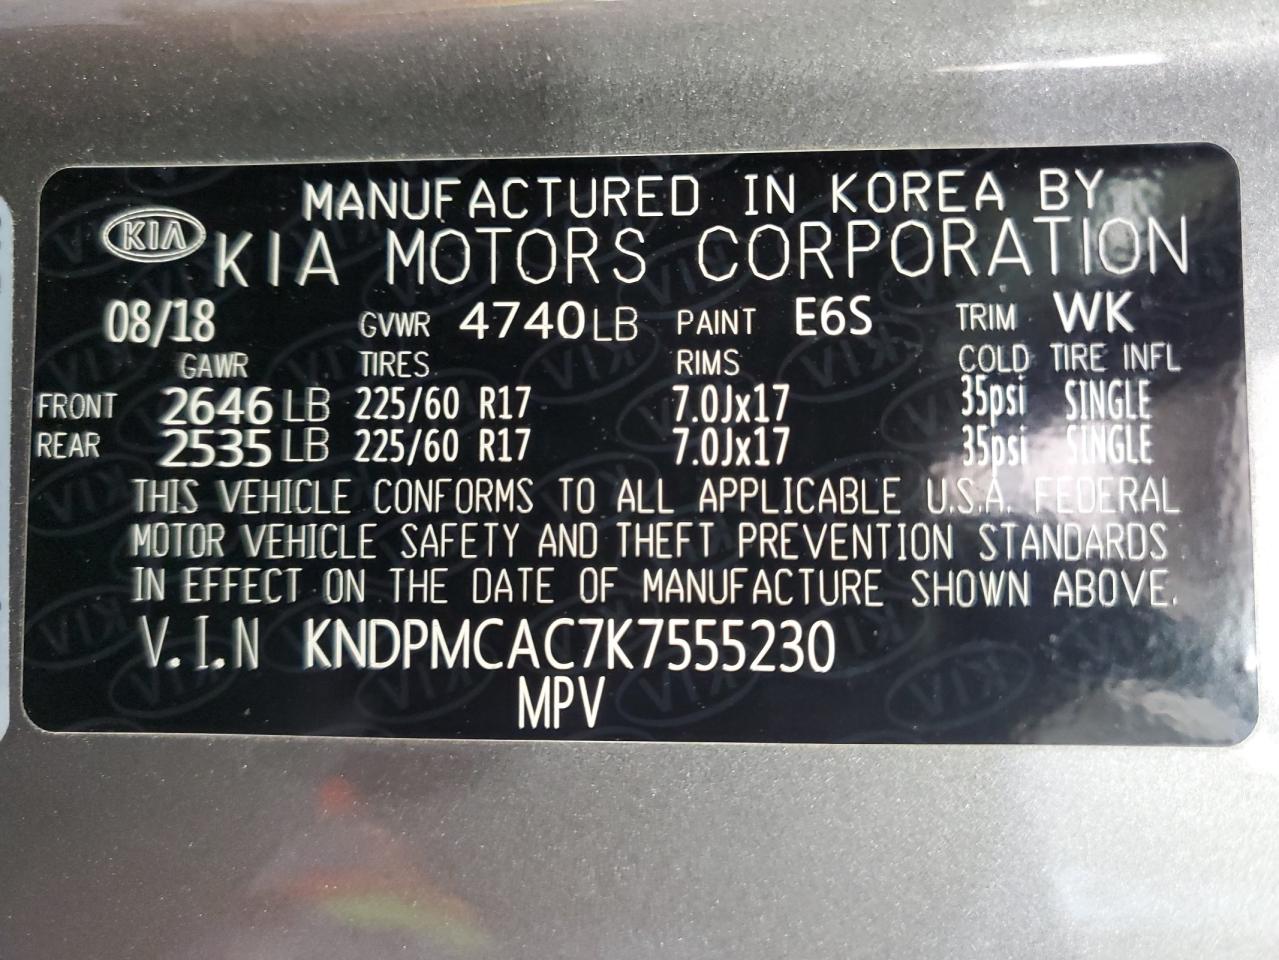 MANUFACTURED IN KOREA BY
KIA KIA MOTORS CORPORATION
08/18 GVWR 4740LB PAINT E6S TRIM WK
GAWR TIRES RIMS COLD TIRE INFL
FRONT 2646 LB 225/60 R17 7.0Jx17 35psi SINGLE
REAR 2535 LB 225/60 R17 7.0Jx17 35psi SINGLE
THIS VEHICLE CONFORMS TO ALL APPLICABLE U.S.A. FEDERAL
MOTOR VEHICLE SAFETY AND THEFT PREVENTION STANDARDS
IN EFFECT ON THE DATE OF MANUFACTURE SHOWN ABOVE.
V.I.N KNDPMCAC7K7555230
MPV